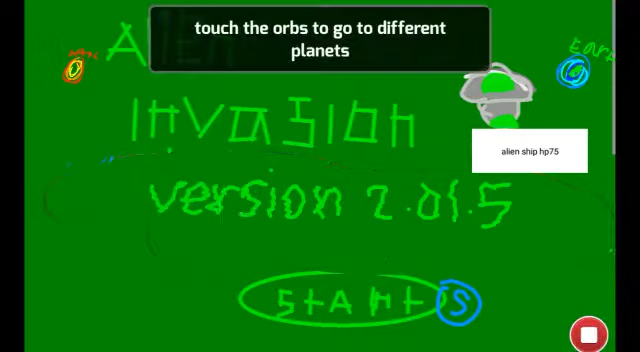 touch the orbs to go to different
planets
A
INVASION
alien ship hp75
version 2.01.5
START S